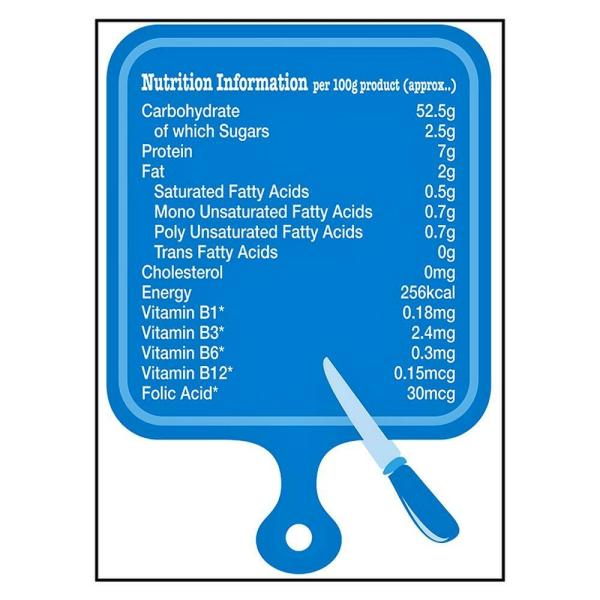 Nutrition Information per 100g product (approx..)
Carbohydrate 52.5g
of which Sugars 2.5g
Protein 7g
Fat 2g
Saturated Fatty Acids 0.5g
Mono Unsaturated Fatty Acids 0.7g
Poly Unsaturated Fatty Acids 0.7g
Trans Fatty Acids 0g
Cholesterol 0mg
Energy 256kcal
Vitamin B1* 0.18mg
Vitamin B3* 2.4mg
Vitamin B6* 0.3mg
Vitamin B12* 0.15mcg
Folic Acid* 30mcg